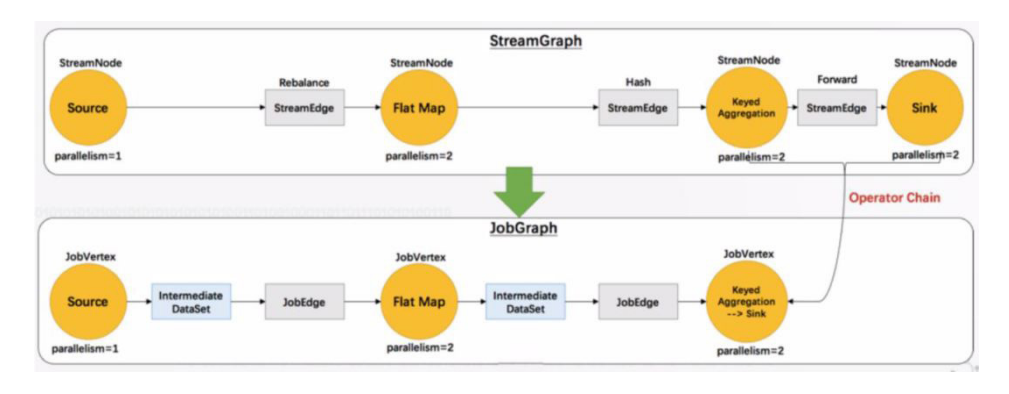 StreamGraph
StreamNode
StreamNode
StreamNode
StreamNode
Rebalance
Hash
Forward
Source
StreamEdge
Flat Map
StreamEdge
Keyed
Aggregation
StreamEdge
Sink
parallelism=1
parallelism=2
parallelism=2
parallelism=2
Operator Chain
JobGraph
JobVertex
JobVertex
JobVertex
Source
Intermediate
DataSet
JobEdge
Flat Map
Intermediate
DataSet
JobEdge
Keyed
Aggregation
--> Sink
parallelism=1
parallelism=2
parallelism=2